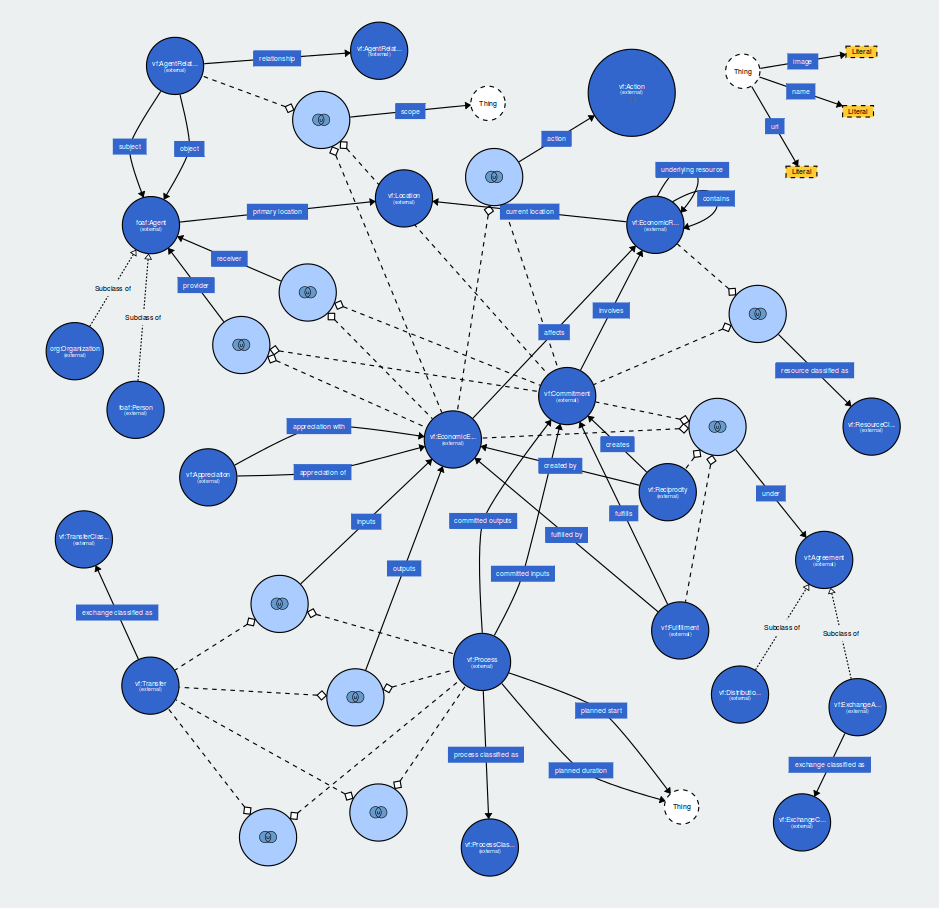 vf:AgentRelat...
(external)
relationship
vf:AgentRelat...
(external)
Thing
image
Literal
name
Literal
url
Literal
vf:Action
(external)
scope
Thing
action
subject
object
underlying resource
contains
vf:Location
(external)
primary location
current location
foaf:Agent
(external)
vf:EconomicR...
(external)
receiver
provider
Subclass of
Subclass of
involves
affects
org:Organization
(external)
resource classified as
foaf:Person
(external)
vf:Commitment
(external)
vf:ResourceCl...
(external)
appreciation with
vf:EconomicE...
(external)
creates
created by
appreciation of
vf:Appreciation
(external)
vf:Reciprocity
(external)
under
inputs
committed outputs
fulfills
fulfilled by
vf:TransferClas...
(external)
outputs
committed inputs
vf:Agreement
(external)
exchange classified as
Subclass of
Subclass of
vf:Fulfillment
(external)
vf:Process
(external)
vf:Transfer
(external)
vf:Distributio...
(external)
vf:ExchangeA...
(external)
planned start
process classified as
planned duration
exchange classified as
Thing
vf:ExchangeC...
(external)
vf:ProcessClas...
(external)